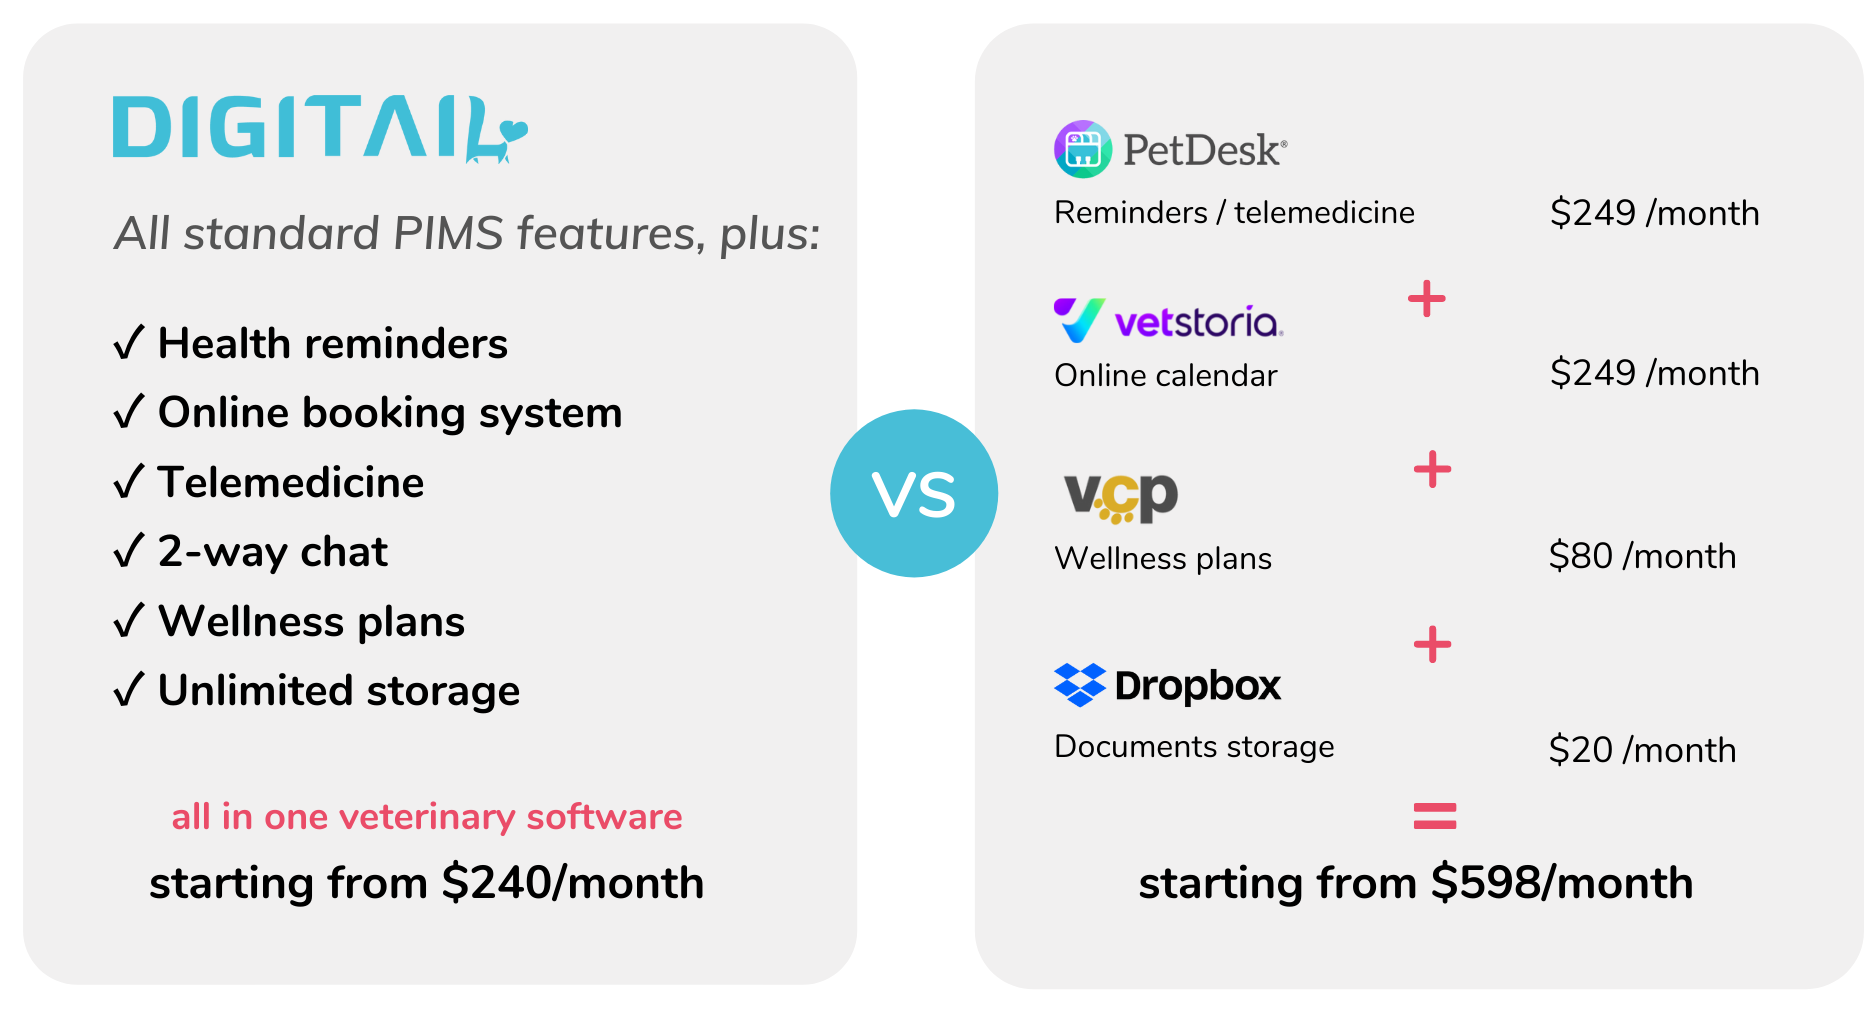 DIGITAIL
All standard PIMS features, plus:
✓ Health reminders
✓ Online booking system
✓ Telemedicine
✓ 2-way chat
✓ Wellness plans
✓ Unlimited storage
all in one veterinary software
starting from $240/month
VS
PetDesk®
Reminders / telemedicine $249 /month
+
vetstoria
Online calendar $249 /month
+
vcp
Wellness plans $80 /month
+
Dropbox
Documents storage $20 /month
=
starting from $598/month